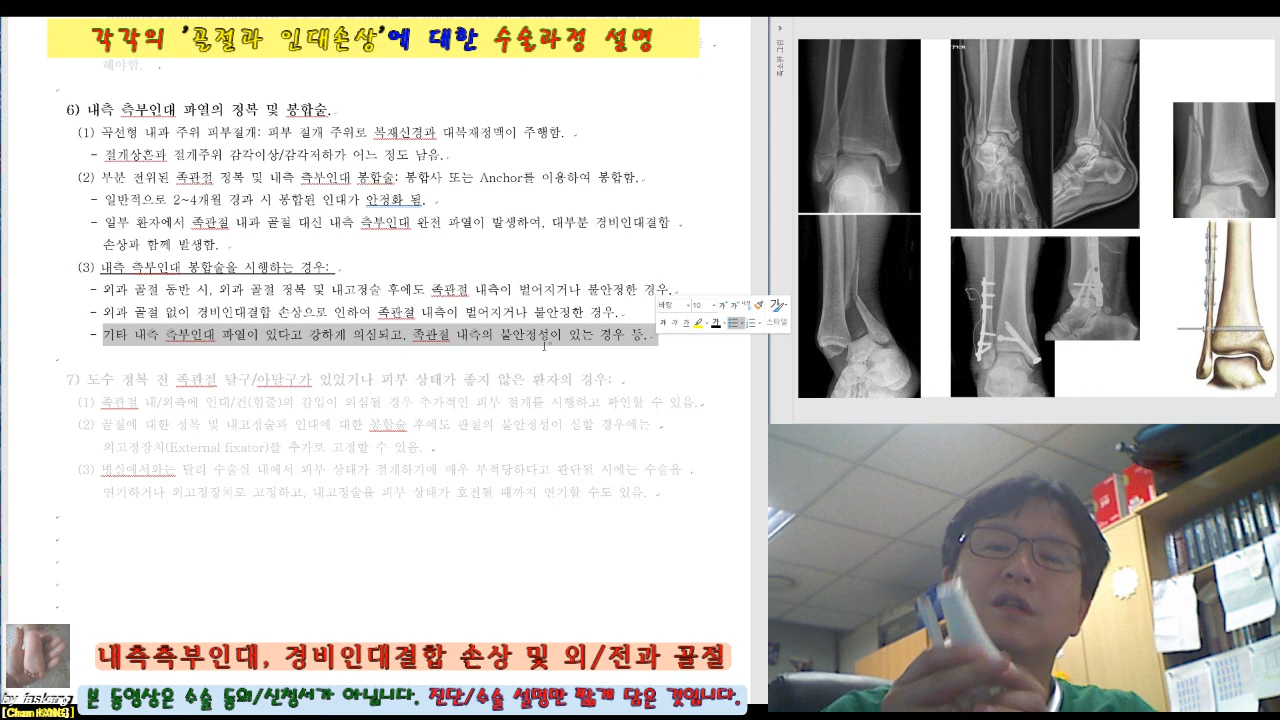 각각의 '골절과 인대손상'에 대한 수술과정 설명
해야함.
6) 내측 측부인대 파열의 정복 및 봉합술.
(1) 곡선형 내과 주위 피부절개: 피부 절개 주위로 복재신경과 대복재정맥이 주행함.
- 절개상흔과 절개주위 감각이상/감각저하가 어느 정도 남음.
(2) 부분 전위된 족관절 정복 및 내측 측부인대 봉합술: 봉합사 또는 Anchor를 이용하여 봉합함.
- 일반적으로 2~4개월 경과 시 봉합된 인대가 안정화 됨.
- 일부 환자에서 족관절 내과 골절 대신 내측 측부인대 완전 파열이 발생하여, 대부분 경비인대결합
손상과 함께 발생함.
(3) 내측 측부인대 봉합술을 시행하는 경우:
- 외과 골절 동반 시, 외과 골절 정복 및 내고정술 후에도 족관절 내측이 벌어지거나 불안정한 경우.
- 외과 골절 없이 경비인대결합 손상으로 인하여 족관절 내측이 벌어지거나 불안정한 경우.
- 기타 내측 측부인대 파열이 있다고 강하게 의심되고, 족관절 내측의 불안정성이 있는 경우 등.
바탕 10
스타일
7) 도수 정복 전 족관절 탈구/아탈구가 있었거나 피부 상태가 좋지 않은 환자의 경우:
(1) 족관절 내/외측에 인대/건(힘줄)의 감입이 의심될 경우 추가적인 피부 절개를 시행하고 확인할 수 있음.
(2) 골절에 대한 정복 및 내고정술과 인대에 대한 봉합술 후에도 관절의 불안정성이 심할 경우에는
외고정장치(External fixator)를 추가로 고정할 수 있음.
(3) 병실에서와는 달리 수술실 내에서 피부 상태가 절개하기에 매우 부적당하다고 판단될 시에는 수술을
연기하거나 외고정장치로 고정하고, 내고정술을 피부 상태가 호전될 때까지 연기할 수도 있음.
내측측부인대, 경비인대결합 손상 및 외/전과 골절
본 동영상은 수술 동의/신청서가 아닙니다. 진단/수술 설명만 짧게 담은 것입니다.